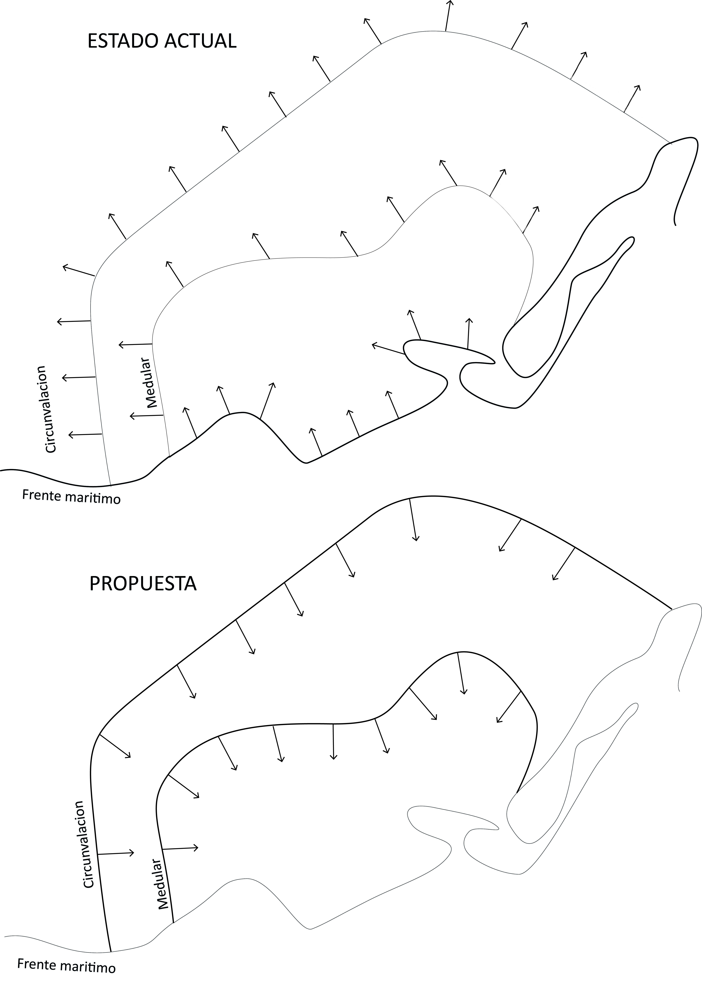 ESTADO ACTUAL
Circunvalacion
Medular
Frente maritimo
PROPUESTA
Circunvalacion
Medular
Frente maritimo